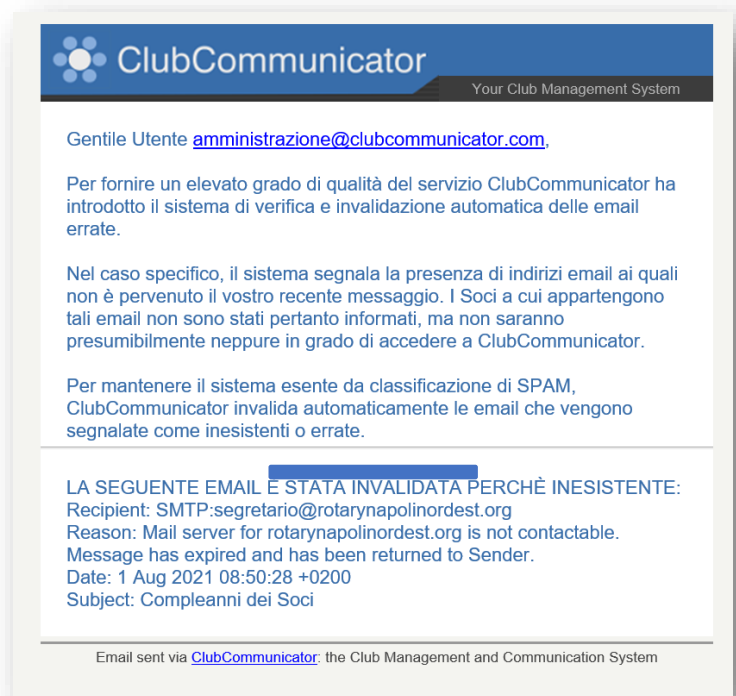 ClubCommunicator
Your Club Management System
Gentile Utente amministrazione@clubcommunicator.com,
Per fornire un elevato grado di qualità del servizio ClubCommunicator ha
introdotto il sistema di verifica e invalidazione automatica delle email
errate.
Nel caso specifico, il sistema segnala la presenza di indirizi email ai quali
non è pervenuto il vostro recente messaggio. I Soci a cui appartengono
tali email non sono stati pertanto informati, ma non saranno
presumibilmente neppure in grado di accedere a ClubCommunicator.
Per mantenere il sistema esente da classificazione di SPAM,
ClubCommunicator invalida automaticamente le email che vengono
segnalate come inesistenti o errate.
LA SEGUENTE EMAIL È STATA INVALIDATA PERCHÈ INESISTENTE:
Recipient: SMTP:segretario@rotarynapolinordest.org
Reason: Mail server for rotarynapolinordest.org is not contactable.
Message has expired and has been returned to Sender.
Date: 1 Aug 2021 08:50:28 +0200
Subject: Compleanni dei Soci
Email sent via ClubCommunicator: the Club Management and Communication System